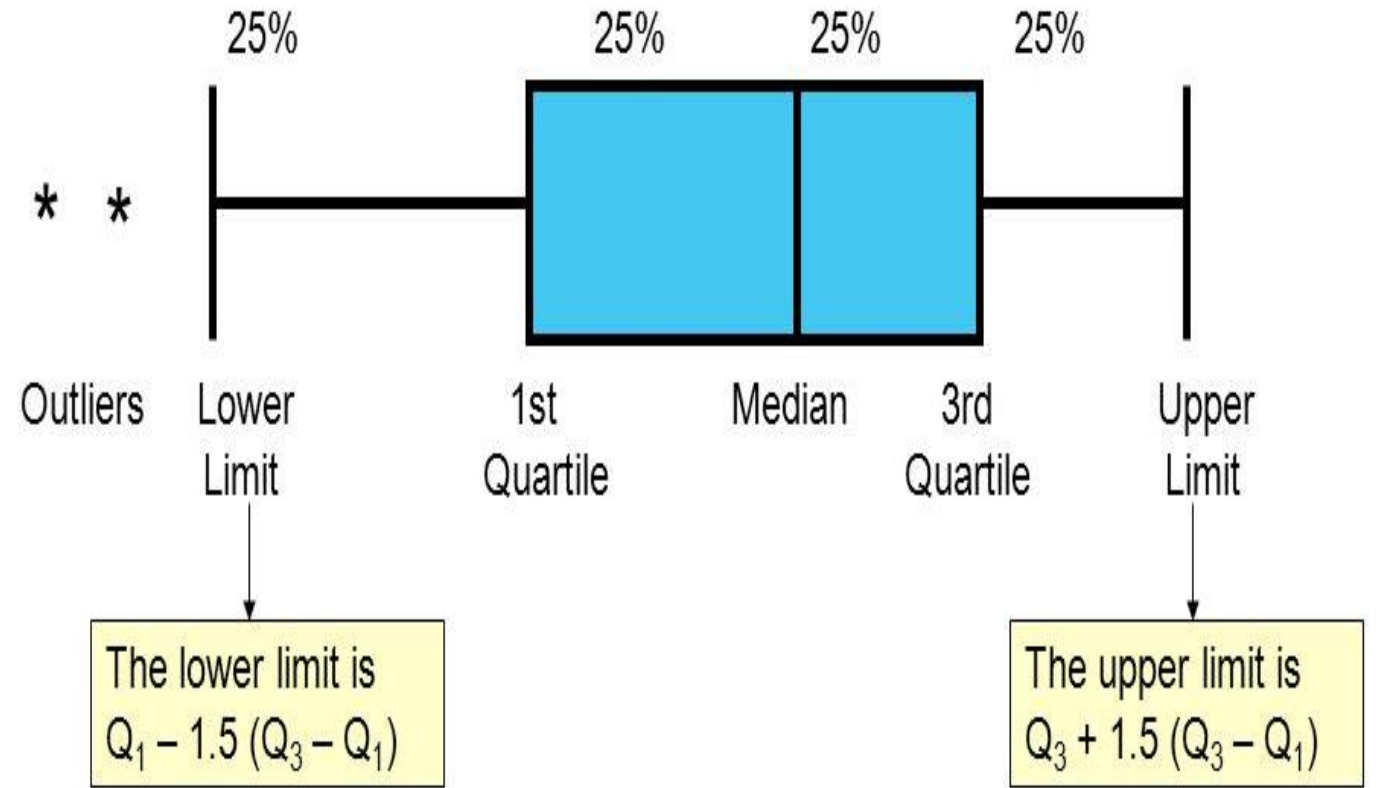 25% 25% 25% 25%
* *
Outliers Lower Limit 1st Quartile Median 3rd Quartile Upper Limit
The lower limit is
Q₁ – 1.5 (Q₃ – Q₁)
The upper limit is
Q₃ + 1.5 (Q₃ – Q₁)